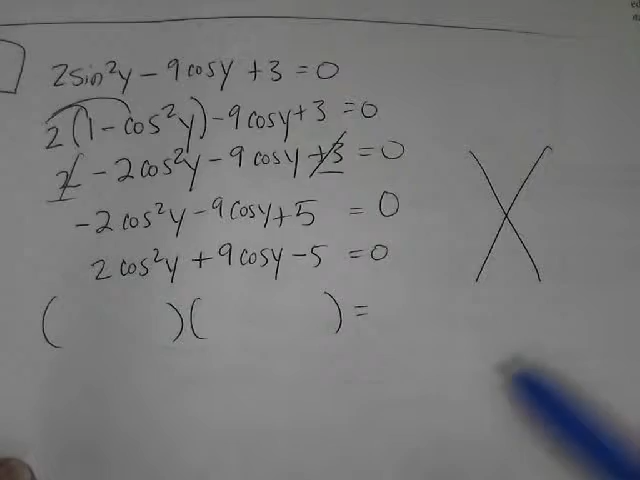 2sin²y - 9cosy + 3 = 0
2(1 - cos²y) - 9cosy + 3 = 0
2 - 2cos²y - 9cosy + 3 = 0
-2cos²y - 9cosy + 5 = 0
2cos²y + 9cosy - 5 = 0
( )( ) =